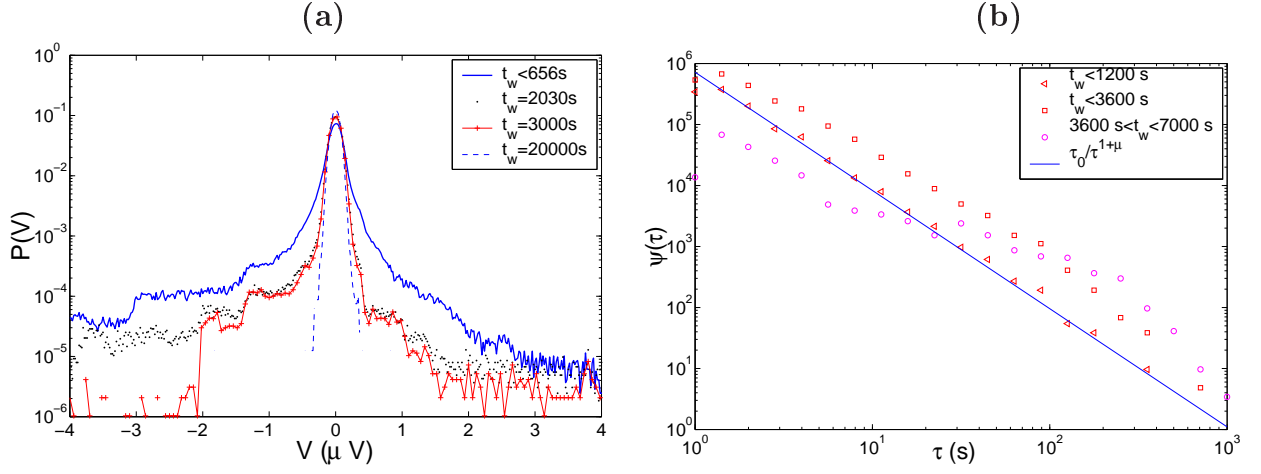 (a)
10^0
10^-1
10^-2
10^-3
10^-4
10^-5
10^-6
P(V)
−4 −3 −2 −1 0 1 2 3 4
V (μ V)
t_w<656s
t_w=2030s
t_w=3000s
t_w=20000s
(b)
10^6
10^5
10^4
10^3
10^2
10^1
10^0
ψ(τ)
10^0 10^1 10^2 10^3
τ (s)
t_w<1200 s
t_w<3600 s
3600 s<t_w<7000 s
τ_0/τ^{1+μ}